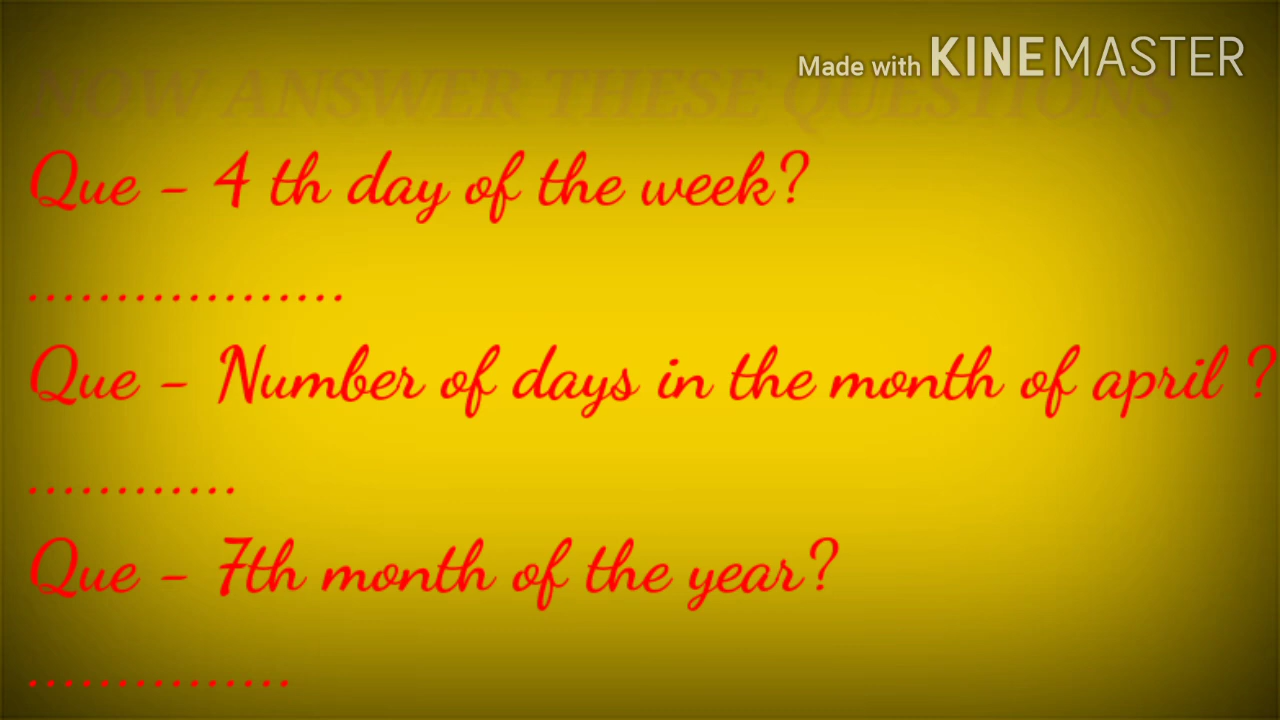 Made with KINEMASTER
NOW ANSWER THESE QUESTIONS
Que - 4 th day of the week?
..................
Que - Number of days in the month of april ?
............
Que - 7th month of the year?
...............